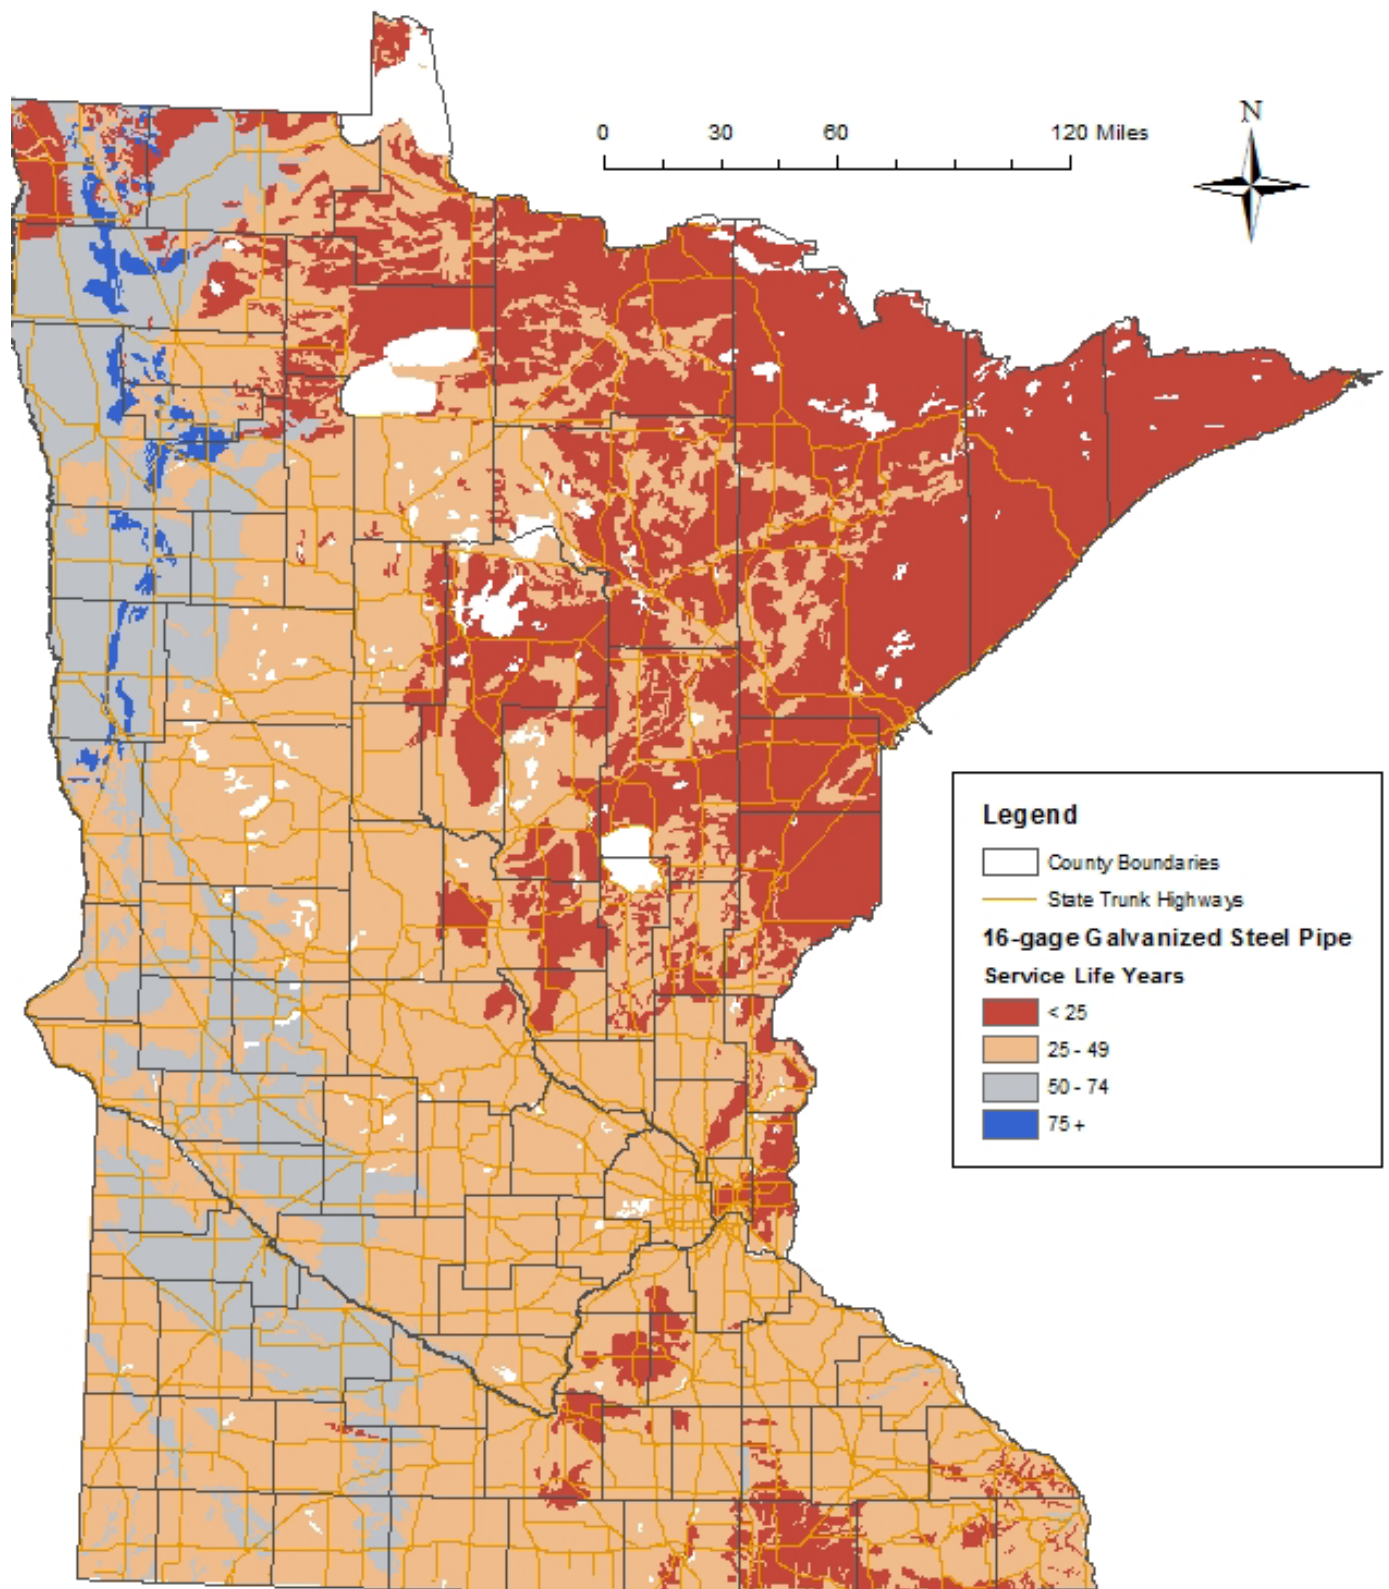 N
0 30 60 120 Miles
Legend
County Boundaries
State Trunk Highways
16-gage Galvanized Steel Pipe
Service Life Years
< 25
25 - 49
50 - 74
75+